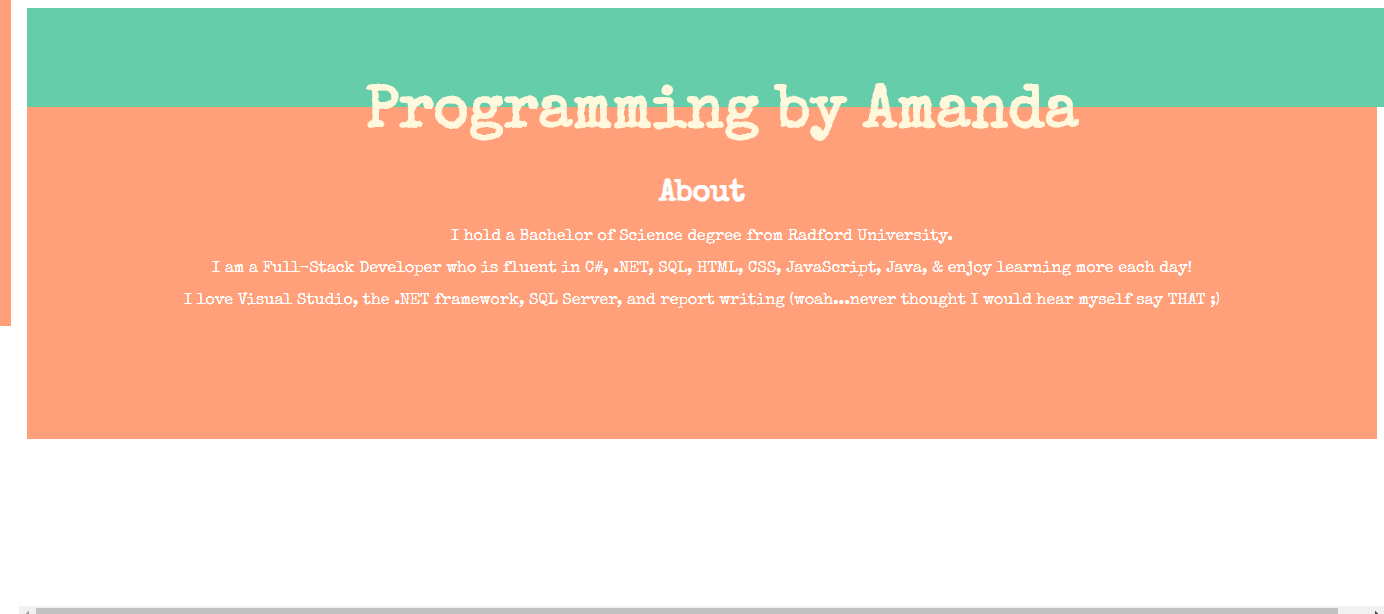 Programming by Amanda
About
I hold a Bachelor of Science degree from Radford University.
I am a Full-Stack Developer who is fluent in C#, .NET, SQL, HTML, CSS, JavaScript, Java, & enjoy learning more each day!
I love Visual Studio, the .NET framework, SQL Server, and report writing (woah...never thought I would hear myself say THAT ;)